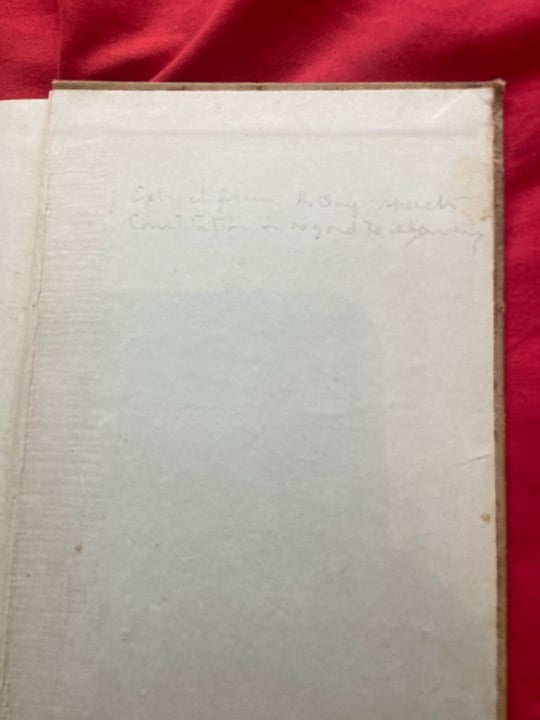 Extract from H. Clay speech
Constitution in regard to slavery